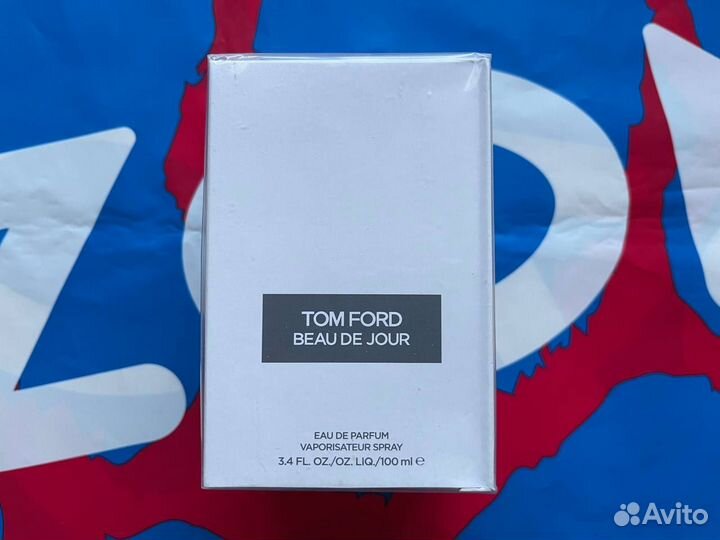 TOM FORD
BEAU DE JOUR
EAU DE PARFUM
VAPORISATEUR SPRAY
3.4 FL. OZ./OZ. LIQ./100 ml ℮
Avito